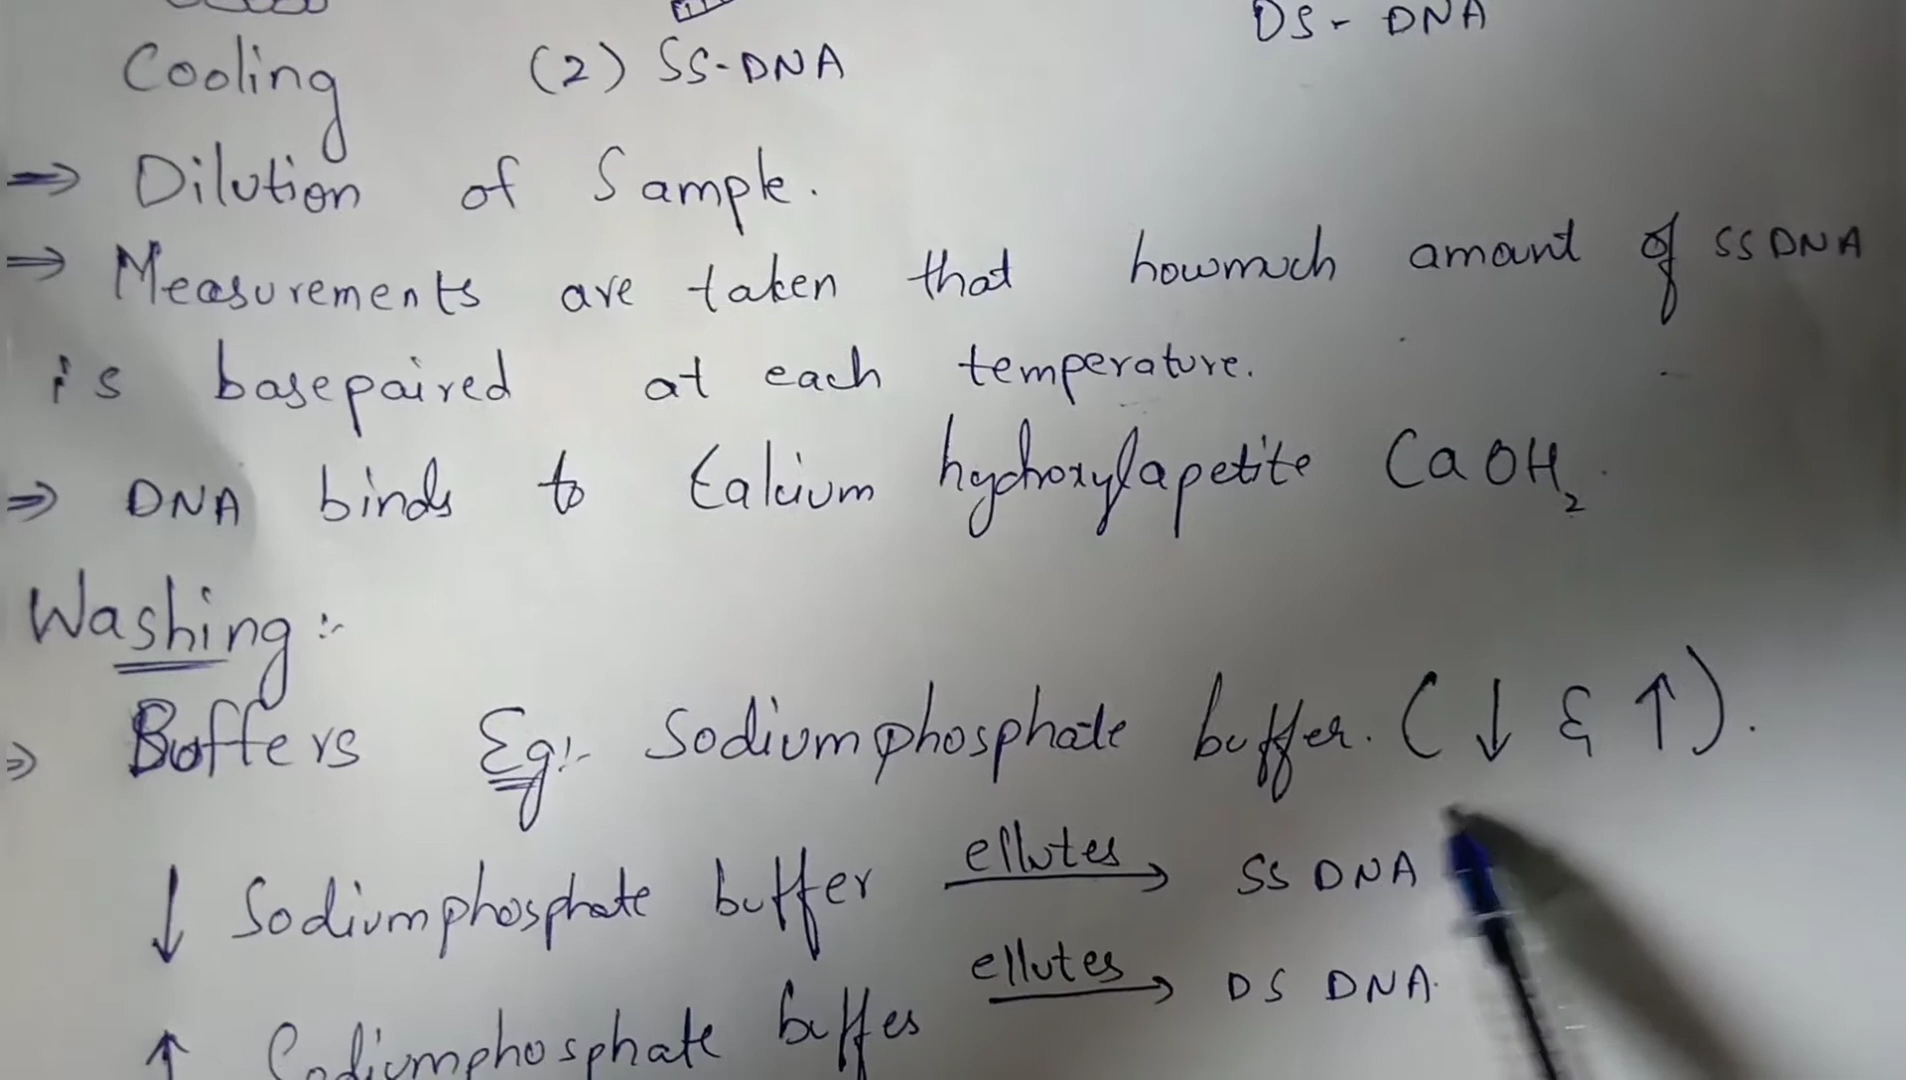 DS - DNA
Cooling (2) SS-DNA
⇒ Dilution of Sample.
⇒ Measurements are taken that howmuch amount of SSDNA
is basepaired at each temperature.
⇒ DNA binds to Calcium hydroxylapetite CaOH₂.
Washing :-
⇒ Buffers Eg:- Sodiumphosphate buffer. (↓ & ↑).
↓ Sodiumphosphate buffer ellutes → SS DNA
↑ Sodiumphosphate buffes ellutes → DS DNA.